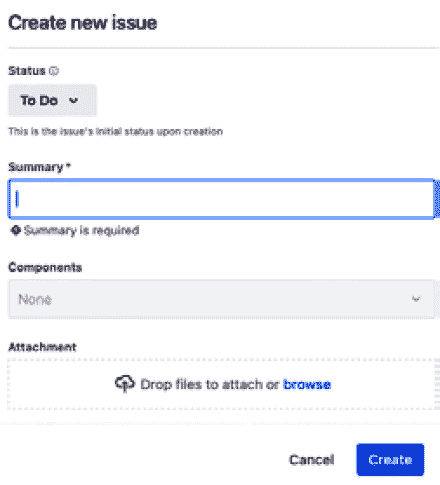 Create new issue
Status
To Do
This is the issue's initial status upon creation
Summary *
Summary is required
Components
None
Attachment
Drop files to attach or browse
Cancel Create